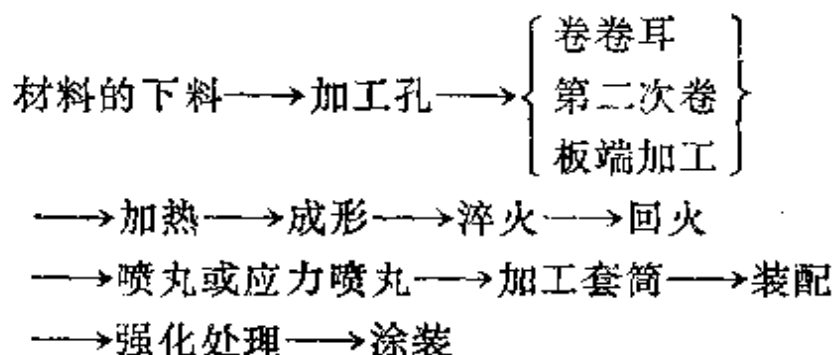 材料的下料⟶加工孔⟶{卷卷耳
第二次卷
板端加工}
⟶加热⟶成形⟶淬火⟶回火
⟶喷丸或应力喷丸⟶加工套筒⟶装配
⟶强化处理⟶涂装